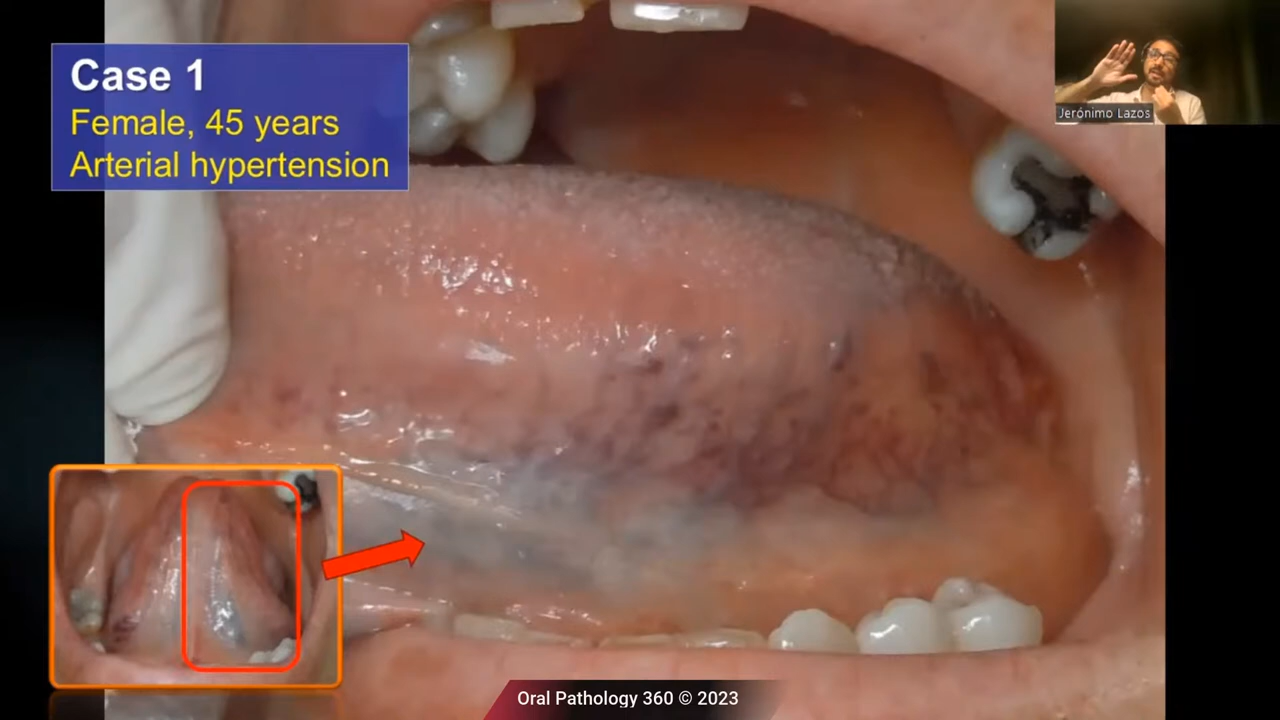 Case 1
Female, 45 years
Arterial hypertension
Jerónimo Lazos
Oral Pathology 360 © 2023